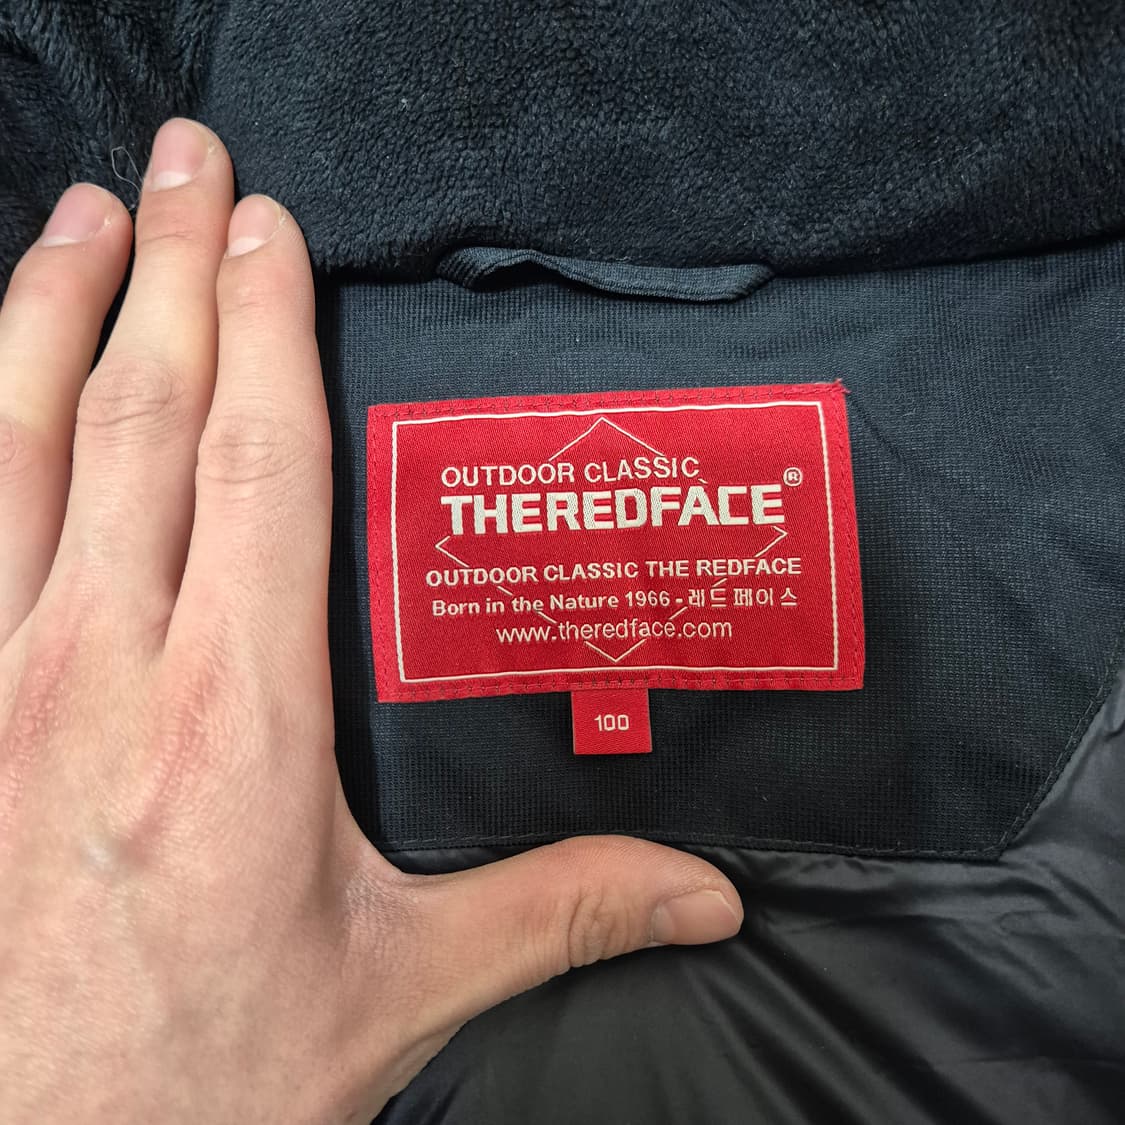 OUTDOOR CLASSIC
THEREDFACE®
OUTDOOR CLASSIC THE REDFACE
Born in the Nature 1966 - 레드페이스
www.theredface.com
100